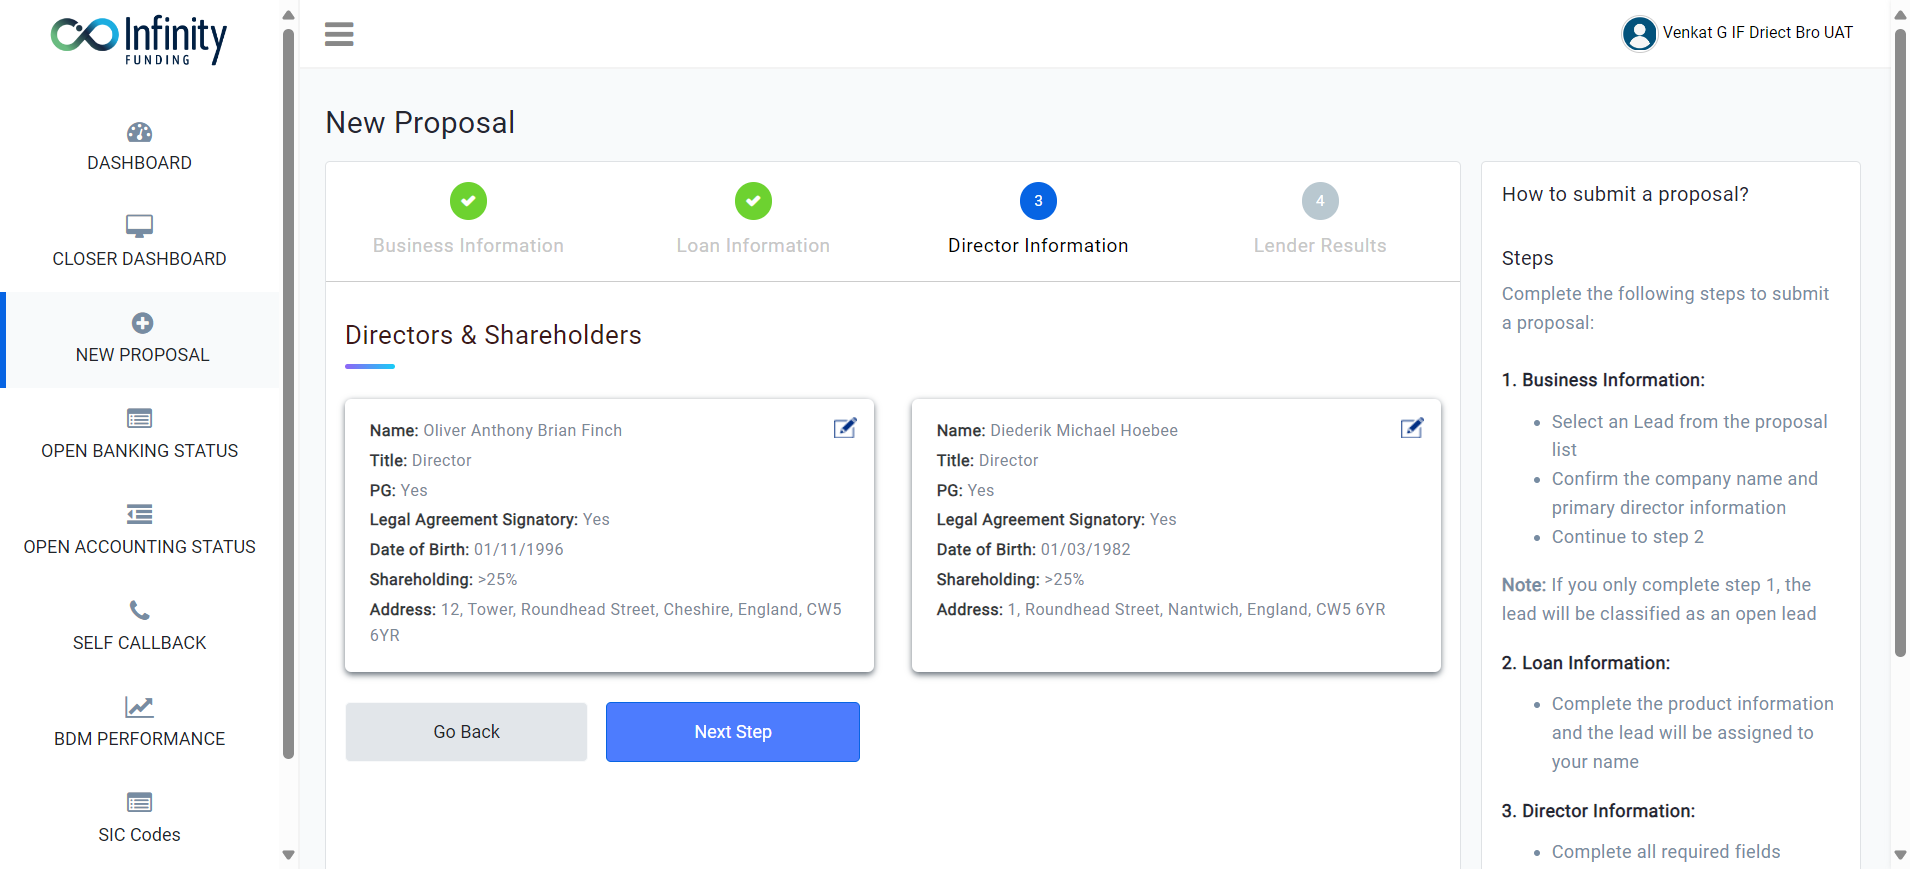 Infinity
FUNDING
Venkat G IF Driect Bro UAT
DASHBOARD
CLOSER DASHBOARD
NEW PROPOSAL
OPEN BANKING STATUS
OPEN ACCOUNTING STATUS
SELF CALLBACK
BDM PERFORMANCE
SIC Codes
New Proposal
3
4
Business Information
Loan Information
Director Information
Lender Results
Directors & Shareholders
Name: Oliver Anthony Brian Finch
Title: Director
PG: Yes
Legal Agreement Signatory: Yes
Date of Birth: 01/11/1996
Shareholding: >25%
Address: 12, Tower, Roundhead Street, Cheshire, England, CW5
6YR
Name: Diederik Michael Hoebee
Title: Director
PG: Yes
Legal Agreement Signatory: Yes
Date of Birth: 01/03/1982
Shareholding: >25%
Address: 1, Roundhead Street, Nantwich, England, CW5 6YR
Go Back
Next Step
How to submit a proposal?
Steps
Complete the following steps to submit
a proposal:
1. Business Information:
• Select an Lead from the proposal
list
• Confirm the company name and
primary director information
• Continue to step 2
Note: If you only complete step 1, the
lead will be classified as an open lead
2. Loan Information:
• Complete the product information
and the lead will be assigned to
your name
3. Director Information:
• Complete all required fields